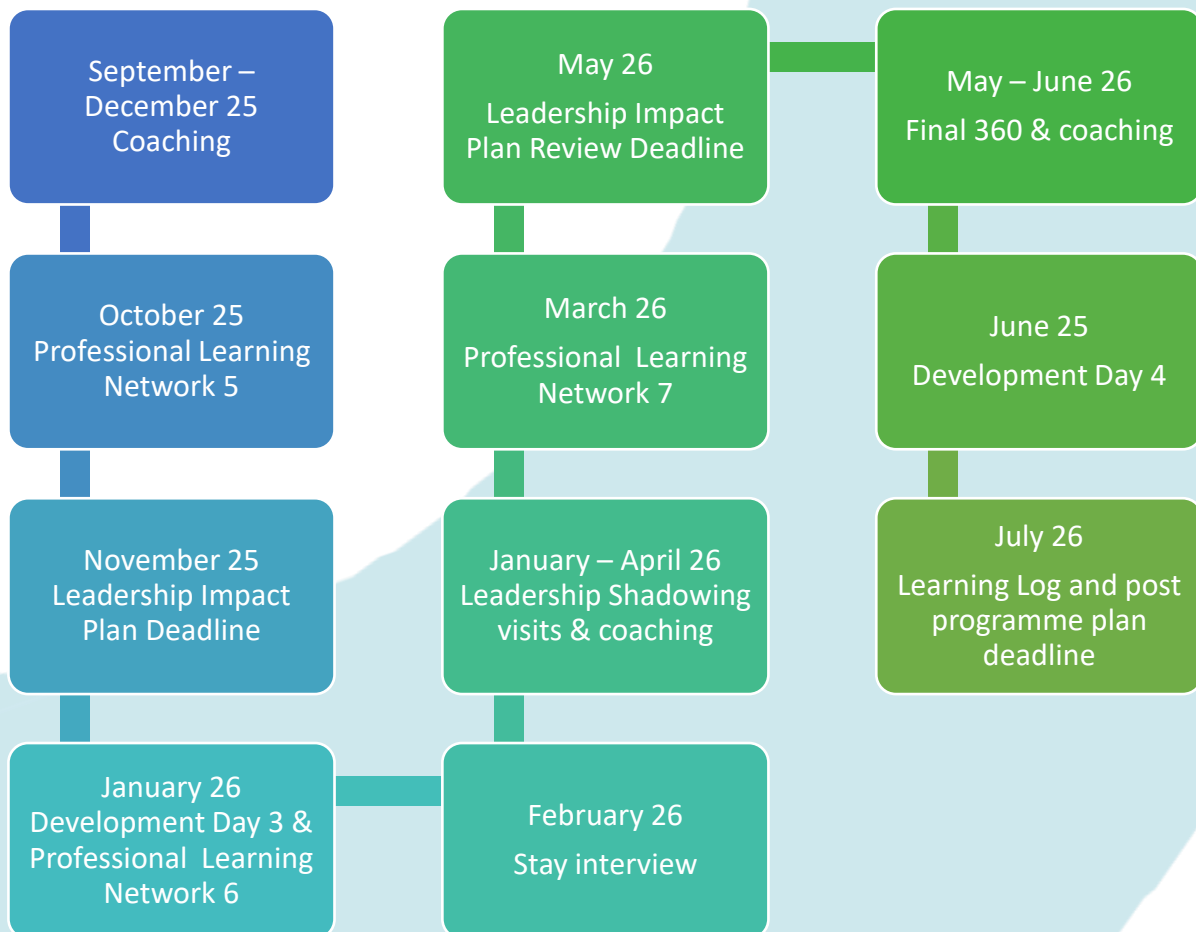 September –
December 25
Coaching
October 25
Professional Learning
Network 5
November 25
Leadership Impact
Plan Deadline
January 26
Development Day 3 &
Professional  Learning
Network 6
February 26
Stay interview
January – April 26
Leadership Shadowing
visits & coaching
March 26
Professional  Learning
Network 7
May 26
Leadership Impact
Plan Review Deadline
May – June 26
Final 360 & coaching
June 25
Development Day 4
July 26
Learning Log and post
programme plan
deadline